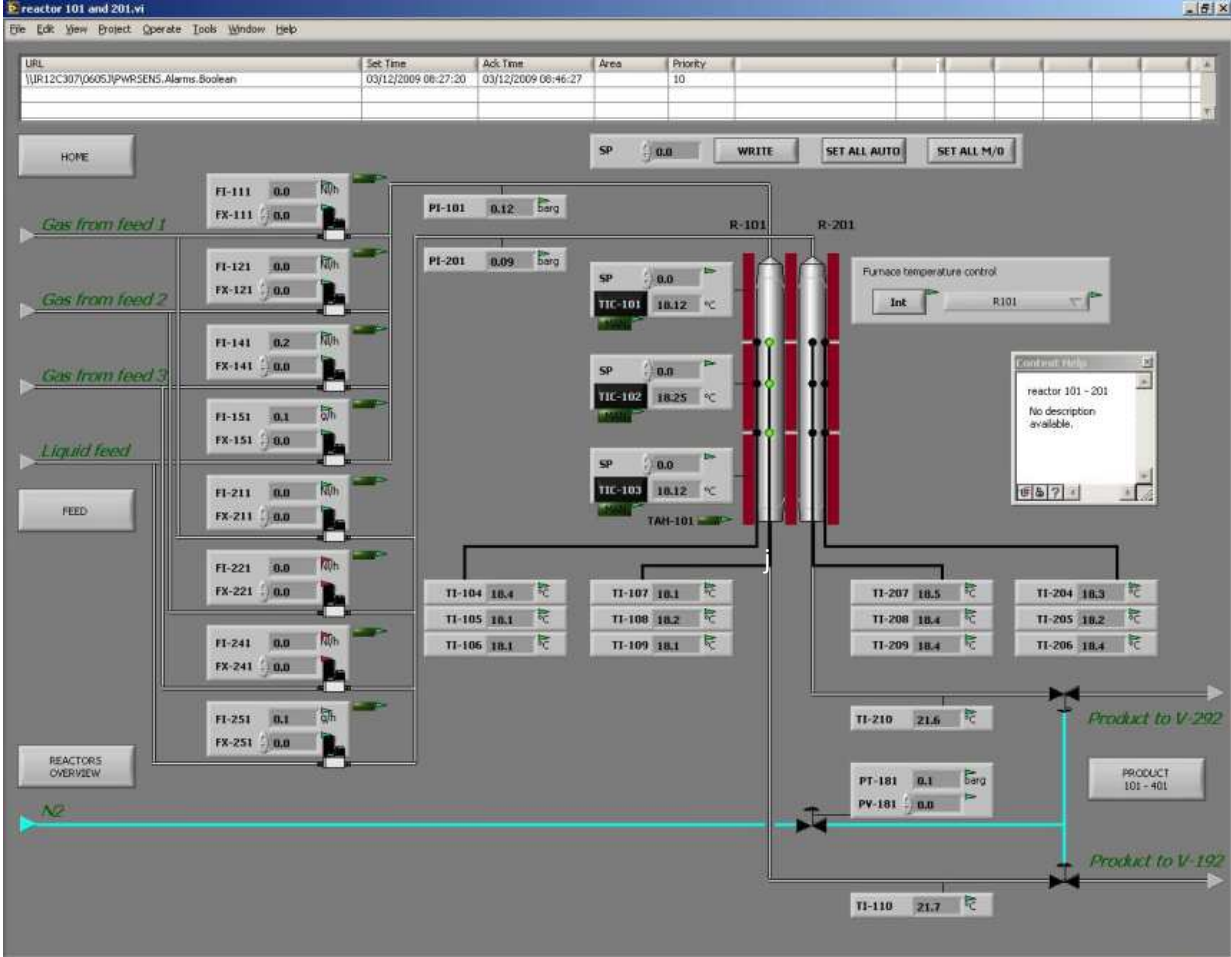 reactor 101 and 201.vi
File Edit View Project Operate Tools Window Help
URL Set Time Ack Time Area Priority
\\IR12C307\0605J\PWRSENS.Alarms.Boolean 03/12/2009 08:27:20 03/12/2009 08:46:27 10
HOME
SP 0.0 WRITE SET ALL AUTO SET ALL M/O
FI-111 0.0 Nl/h
FX-111 0.0
Gas from feed 1
PI-101 0.12 barg
R-101 R-201
FI-121 0.0 Nl/h
FX-121 0.0
Gas from feed 2
PI-201 0.09 barg
SP 0.0
TIC-101 18.12 °C
MAN
Furnace temperature control
Int R101
FI-141 0.2 Nl/h
FX-141 0.0
Gas from feed 3
SP 0.0
TIC-102 18.25 °C
MAN
Context Help
reactor 101 - 201
No description
available.
?
FI-151 0.1 g/h
FX-151 0.0
Liquid feed
SP 0.0
TIC-103 18.12 °C
TAH-101
FEED
FI-211 0.0 Nl/h
FX-211 0.0
j
FI-221 0.0 Nl/h
FX-221 0.0
TI-104 18.4 °C
TI-105 18.1 °C
TI-106 18.1 °C
TI-107 18.1 °C
TI-108 18.2 °C
TI-109 18.1 °C
TI-207 18.5 °C
TI-208 18.4 °C
TI-209 18.4 °C
TI-204 18.3 °C
TI-205 18.2 °C
TI-206 18.4 °C
FI-241 0.0 Nl/h
FX-241 0.0
FI-251 0.1 g/h
FX-251 0.0
TI-210 21.6 °C
Product to V-292
REACTORS
OVERVIEW
PT-181 0.1 barg
PV-181 0.0
PRODUCT
101 - 401
N2
Product to V-192
TI-110 21.7 °C